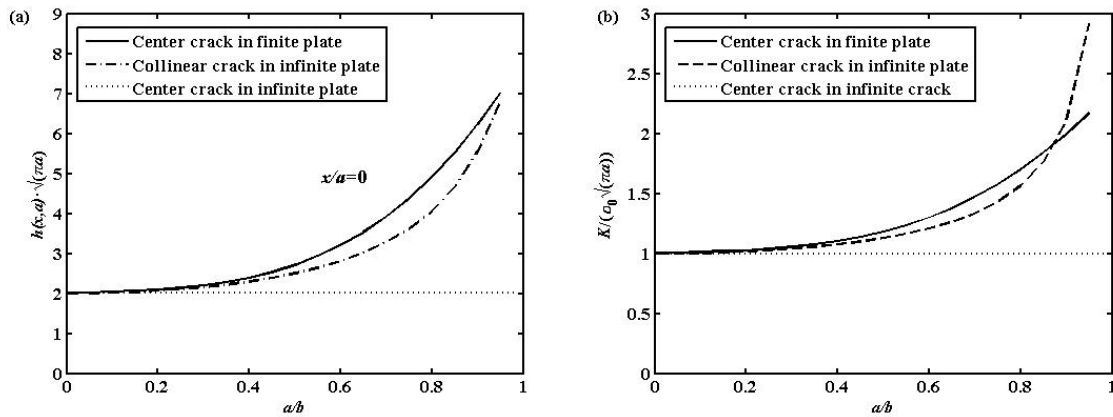 (a)
9
8
7
6
5
4
3
2
1
0
h(x,a)·√(πa)
Center crack in finite plate
Collinear crack in infinite plate
Center crack in infinite plate
x/a=0
0
0.2
0.4
0.6
0.8
1
a/b
(b)
3
2.5
2
1.5
1
0.5
0
K/(σ0√(πa))
Center crack in finite plate
Collinear crack in infinite plate
Center crack in infinite crack
0
0.2
0.4
0.6
0.8
1
a/b